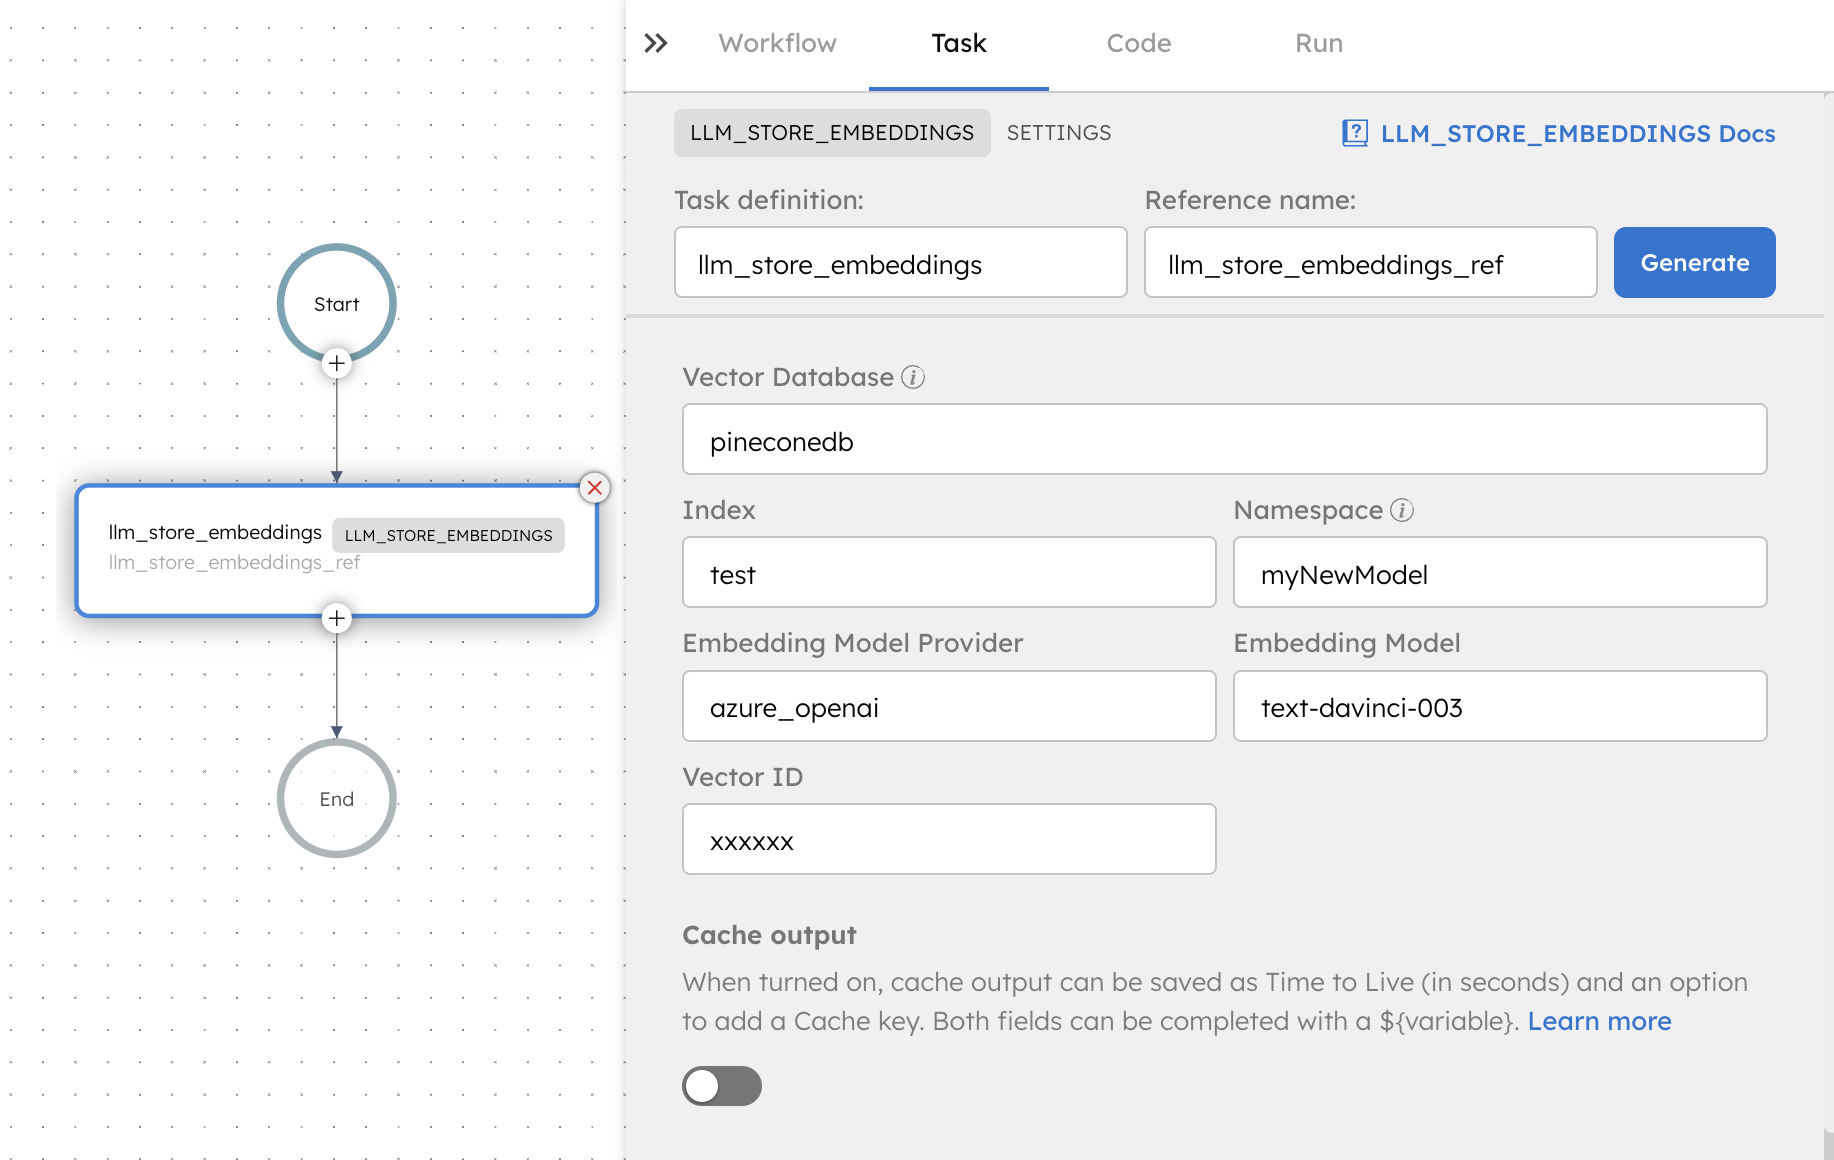 Workflow
Task
Code
Run
LLM_STORE_EMBEDDINGS
SETTINGS
LLM_STORE_EMBEDDINGS Docs
Task definition:
Reference name:
llm_store_embeddings
llm_store_embeddings_ref
Generate
Start
llm_store_embeddings
LLM_STORE_EMBEDDINGS
llm_store_embeddings_ref
End
Vector Database
pineconedb
Index
Namespace
test
myNewModel
Embedding Model Provider
Embedding Model
azure_openai
text-davinci-003
Vector ID
xxxxxx
Cache output
When turned on, cache output can be saved as Time to Live (in seconds) and an option
to add a Cache key. Both fields can be completed with a ${variable}. Learn more